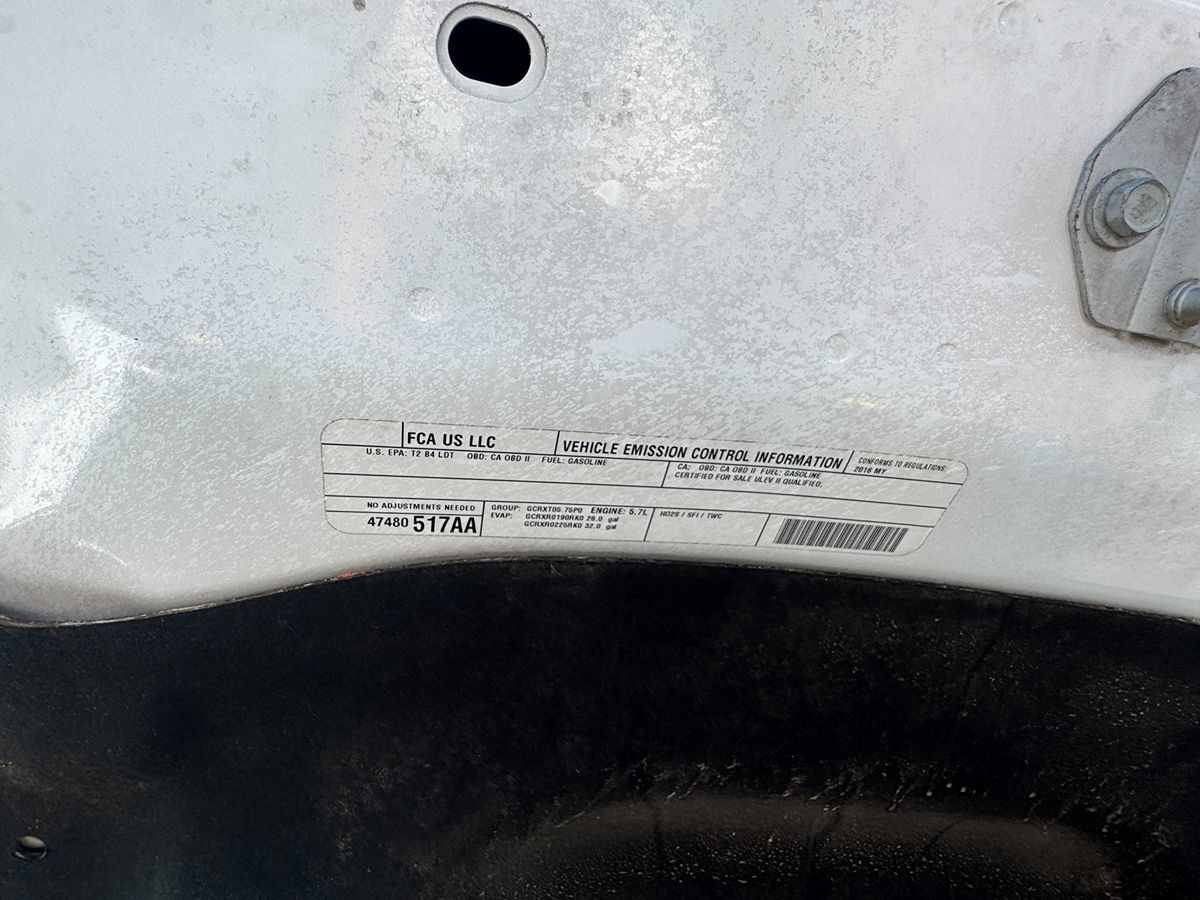 FCA US LLC
VEHICLE EMISSION CONTROL INFORMATION
CONFORMS TO REGULATIONS:
2016 MY
U.S. EPA: T2 B4 LDT OBD: CA OBD II FUEL: GASOLINE
CA: OBD: CA OBD II FUEL: GASOLINE
CERTIFIED FOR SALE ULEV II QUALIFIED.
NO ADJUSTMENTS NEEDED
47480 517AA
GROUP: GCRXT05.75P0 ENGINE: 5.7L
EVAP: GCRXR0190RK0 26.0 gal
GCRXR0225RK0 32.0 gal
HO2S / SFI / TWC